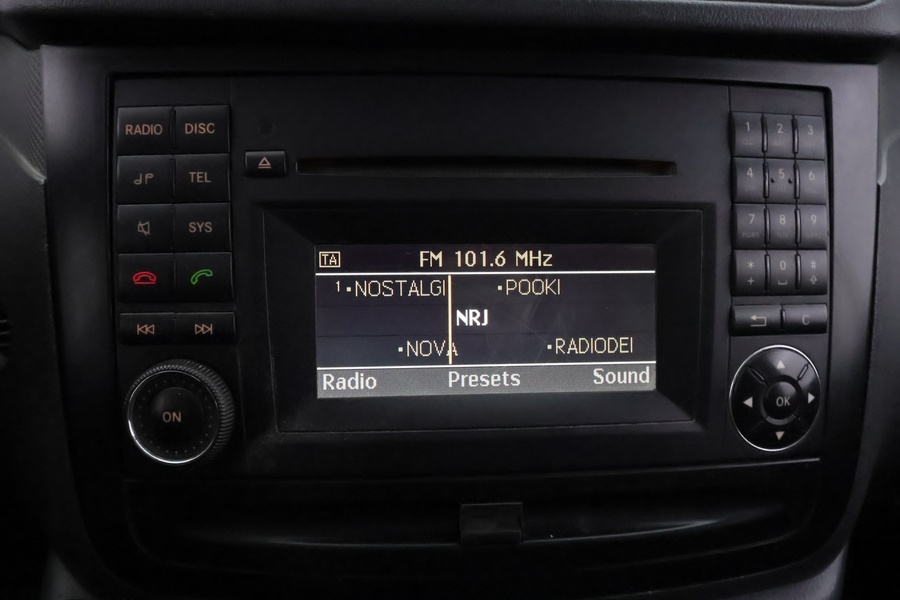 RADIO DISC
TEL
SYS
ON
TA FM 101.6 MHz
1 NOSTALGI POOKI
NRJ
NOVA RADIODEI
Radio Presets Sound
1 2 3
4 5 6
7 8 9
* 0 #
+
C
OK